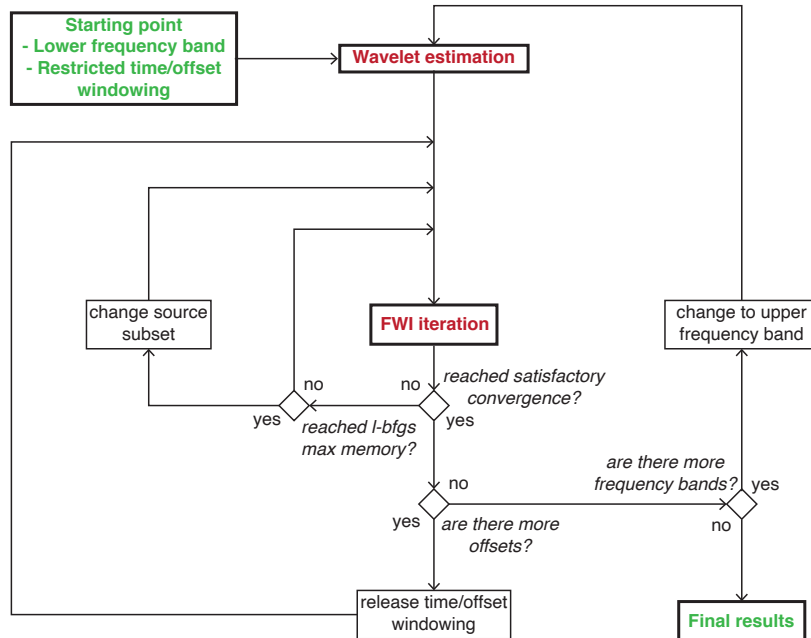 Starting point
- Lower frequency band
- Restricted time/offset
windowing
Wavelet estimation
change source
subset
FWI iteration
change to upper
frequency band
reached satisfactory
convergence?
no
no
yes
yes
reached l-bfgs
max memory?
are there more
frequency bands?
no
yes
yes
no
are there more
offsets?
release time/offset
windowing
Final results